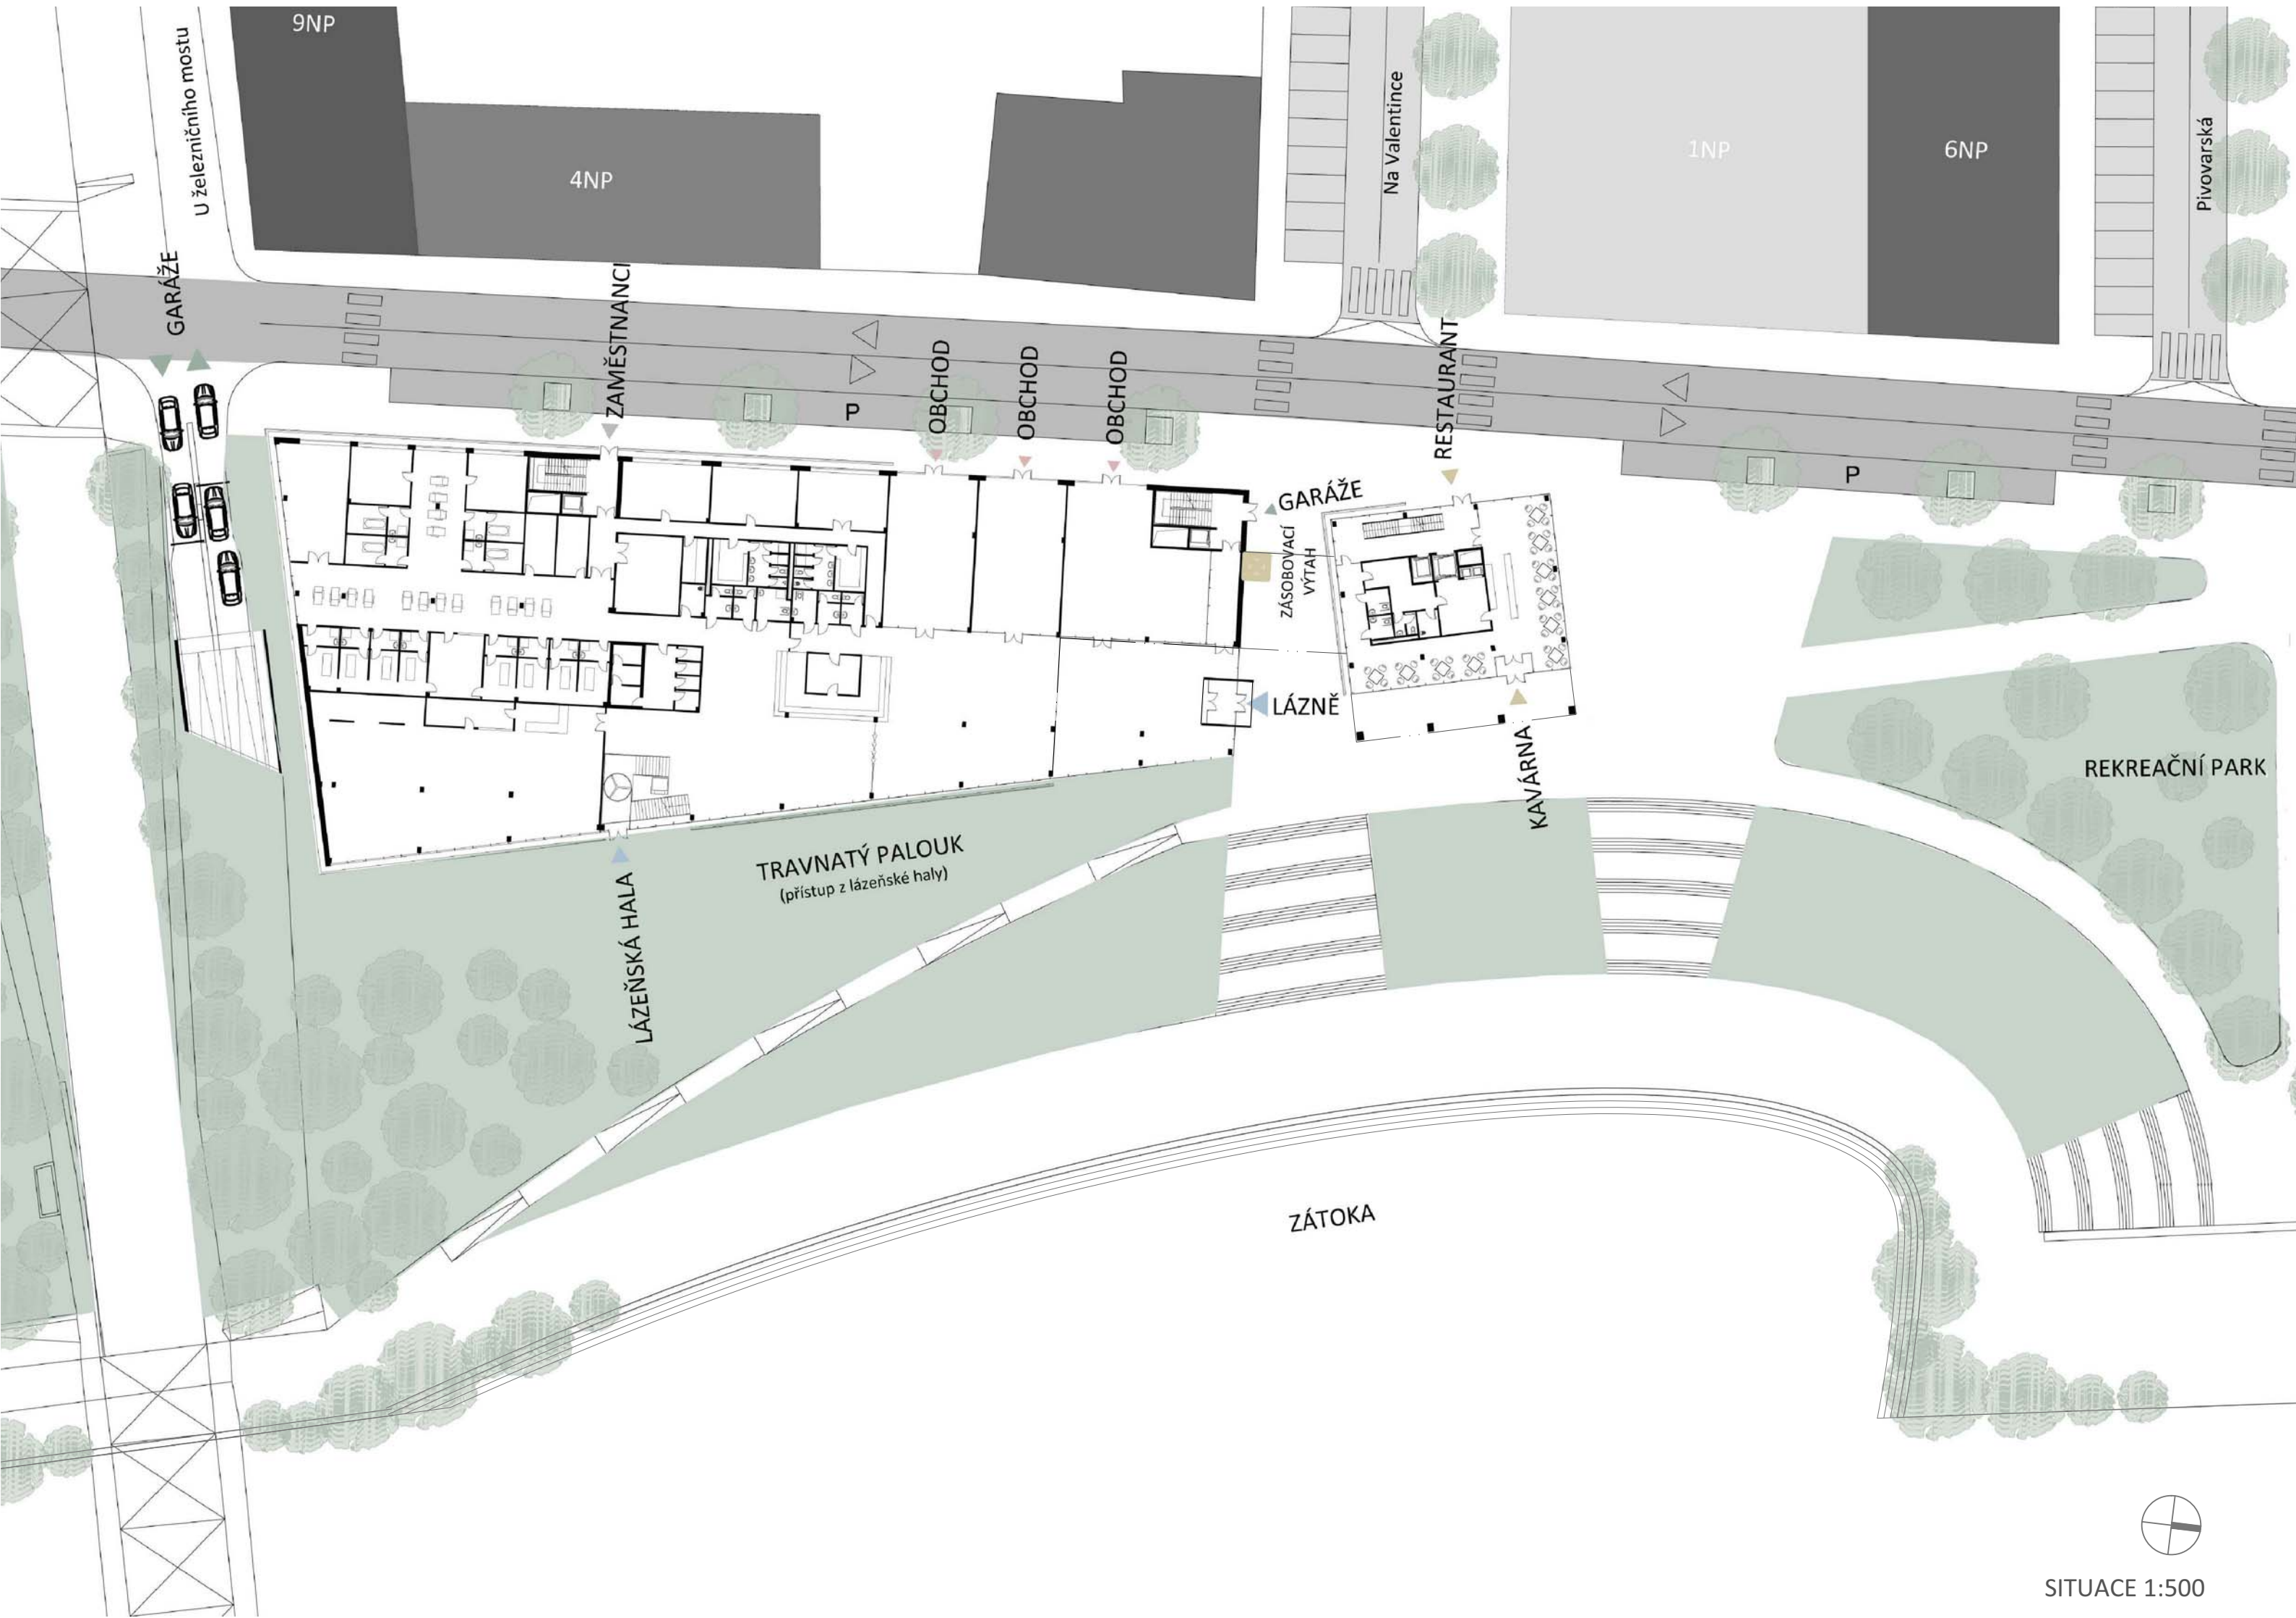 9NP
U železničního mostu
4NP
Na Valentince
1NP
6NP
Pivovarská
GARÁŽE
ZAMĚSTNANCI
P
OBCHOD
OBCHOD
OBCHOD
RESTAURANT
P
GARÁŽE
ZÁSOBOVACÍ
VÝTAH
LÁZNĚ
KAVÁRNA
REKREAČNÍ PARK
TRAVNATÝ PALOUK
(přístup z lázeňské haly)
LÁZEŇSKÁ HALA
ZÁTOKA
SITUACE 1:500